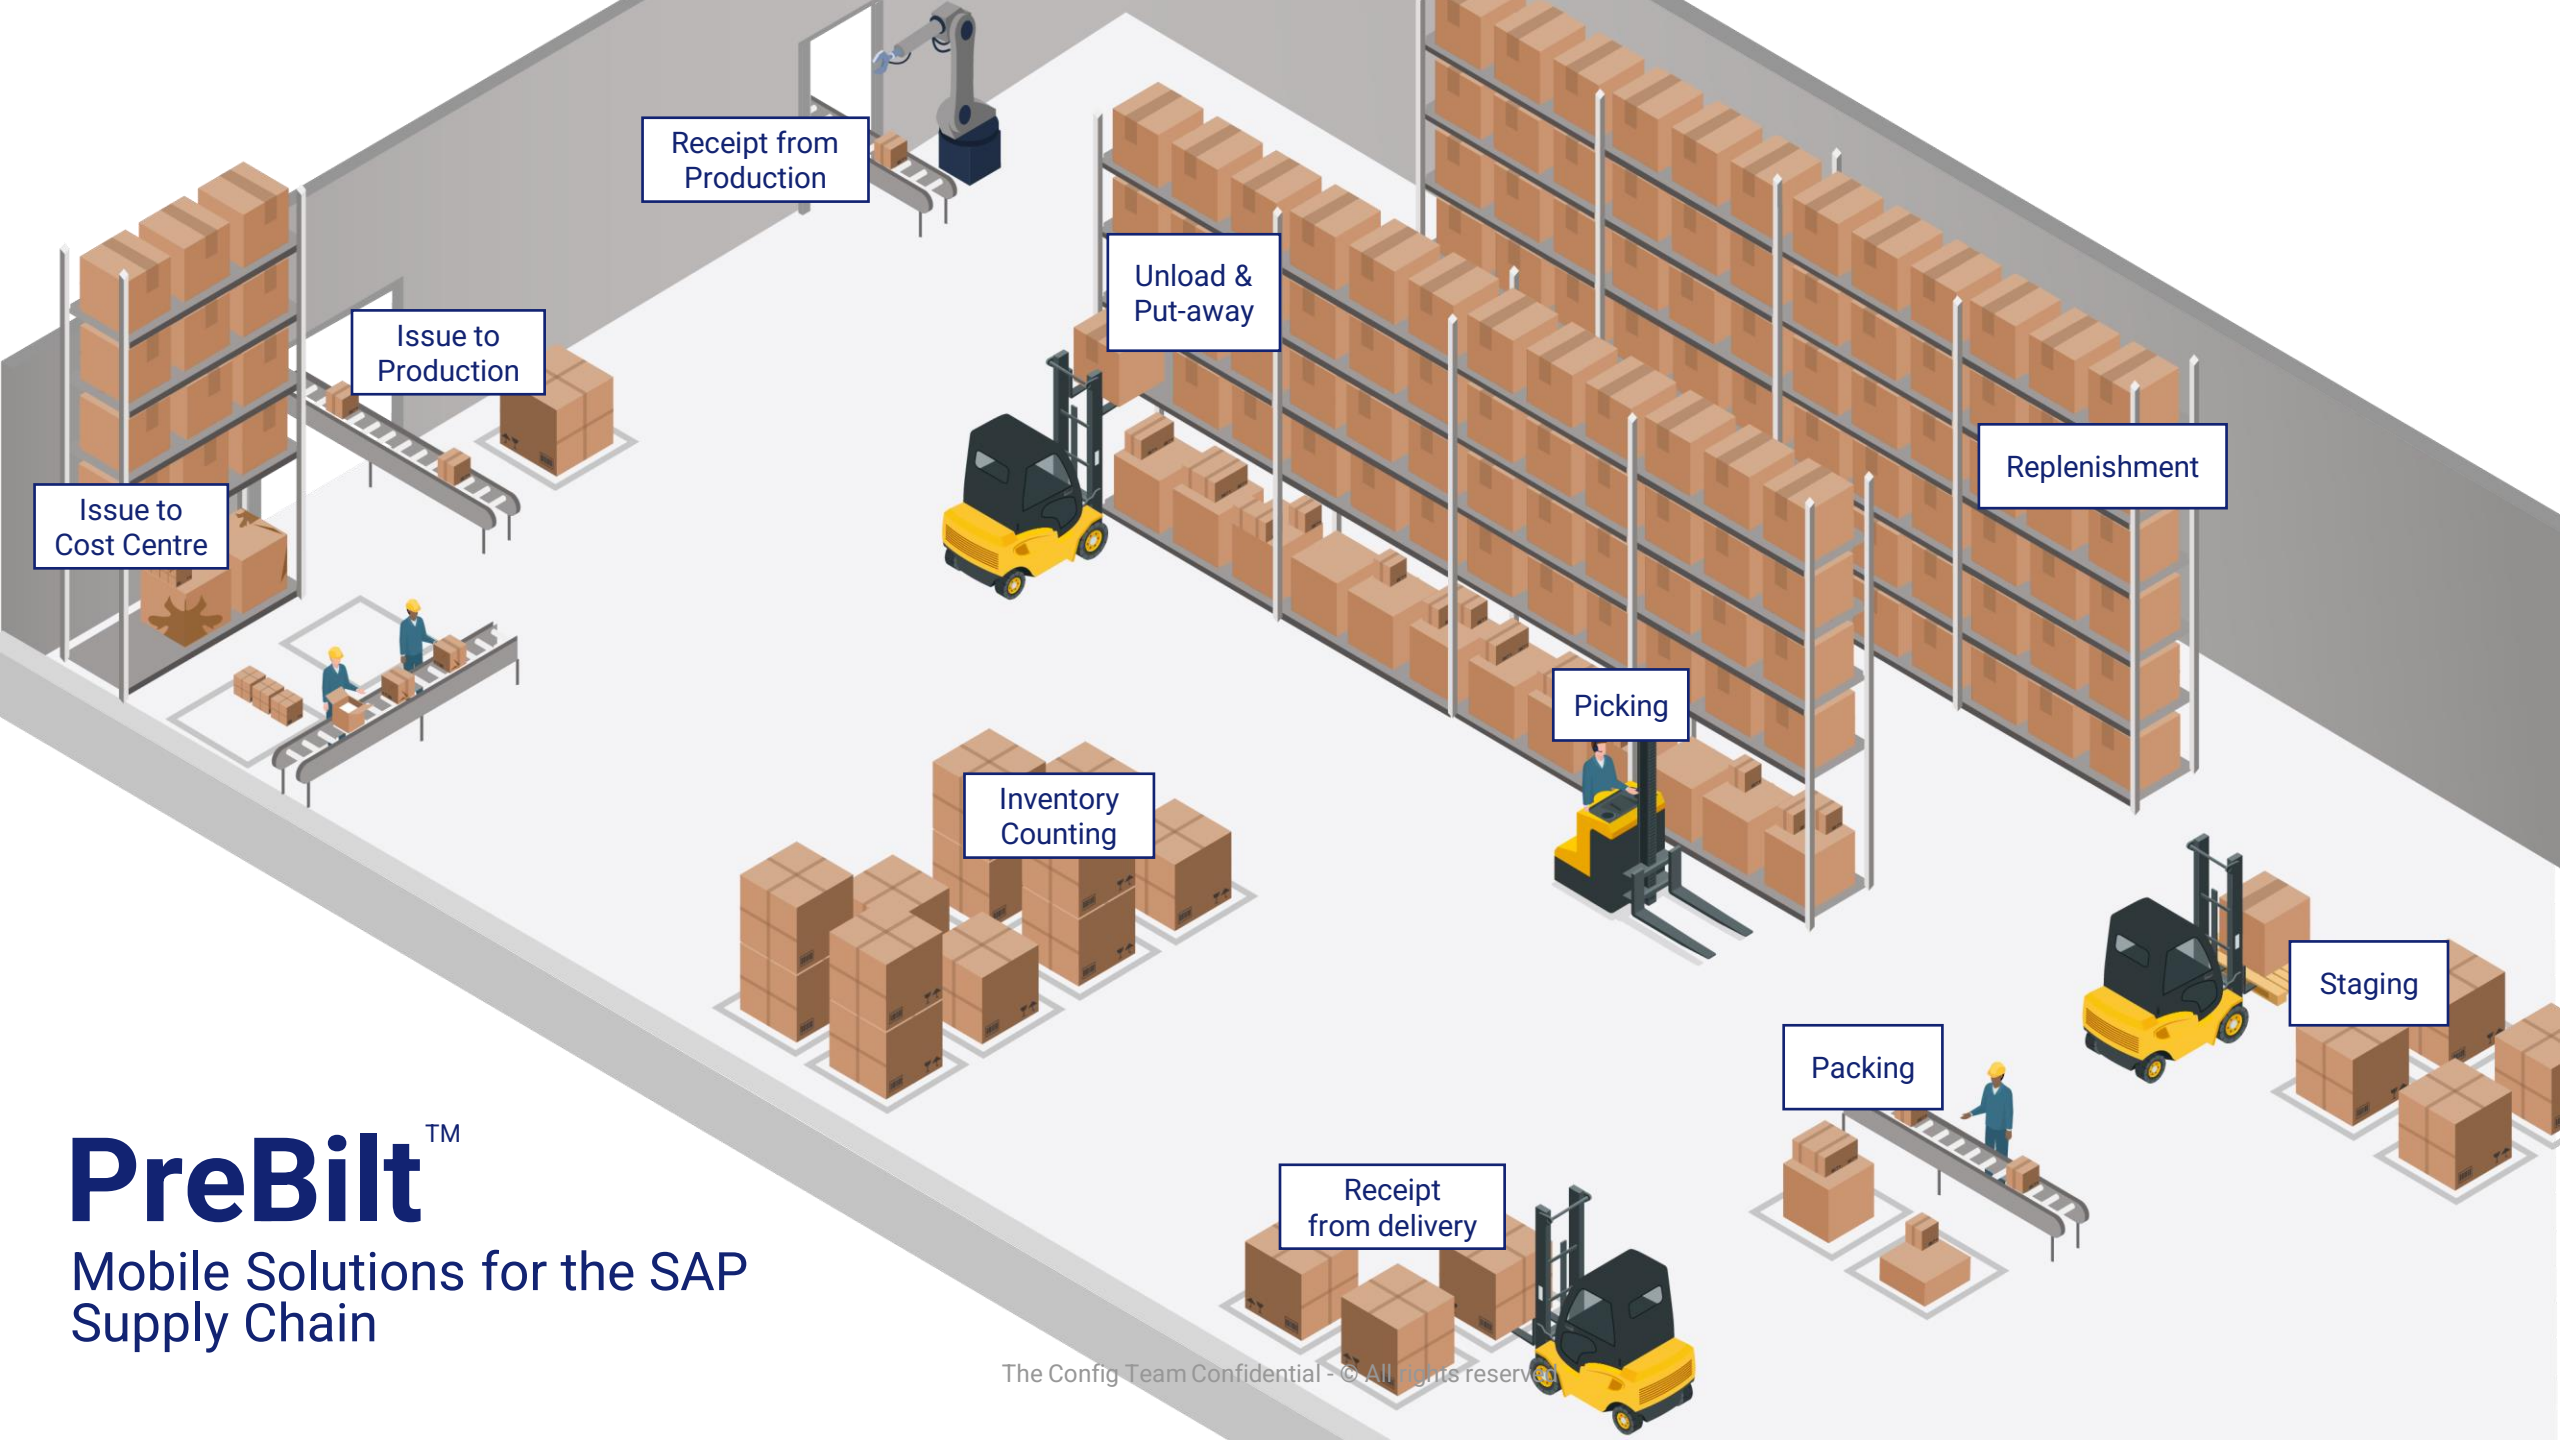 Receipt from
Production
Unload &
Put-away
Issue to
Production
Replenishment
Issue to
Cost Centre
Picking
Inventory
Counting
Staging
Packing
Receipt
from delivery
PreBilt™
Mobile Solutions for the SAP
Supply Chain
The Config Team Confidential - © All rights reserved